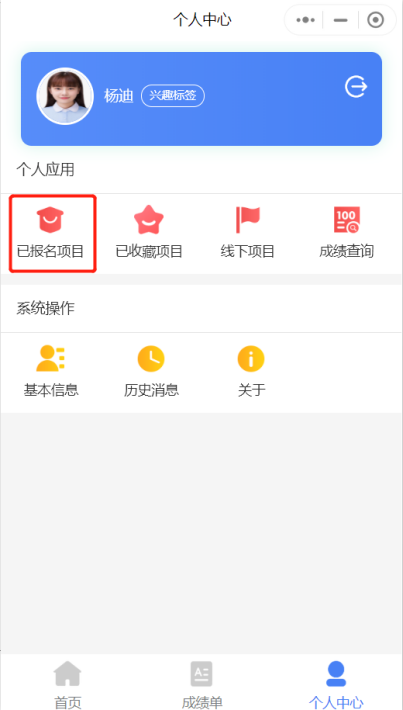 个人中心
杨迪 兴趣标签
个人应用
100
已报名项目 已收藏项目 线下项目 成绩查询
系统操作
基本信息 历史消息 关于
首页 成绩单 个人中心